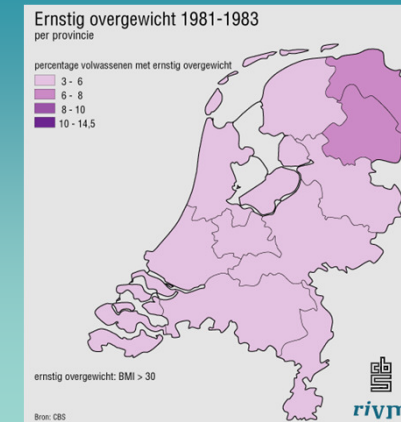 Ernstig overgewicht 1981-1983
per provincie
percentage volwassenen met ernstig overgewicht
3 - 6
6 - 8
8 - 10
10 - 14,5
ernstig overgewicht: BMI > 30
cbs
Bron: CBS
rivm